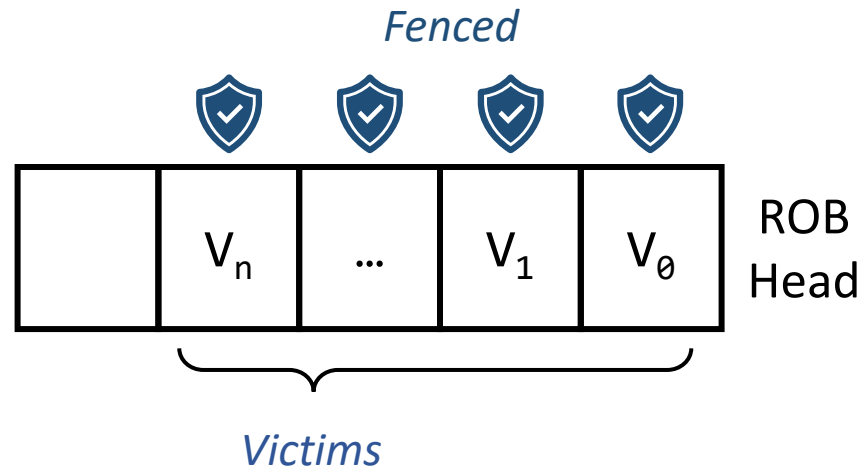 Fenced
Vₙ … V₁ V₀
ROB
Head
Victims